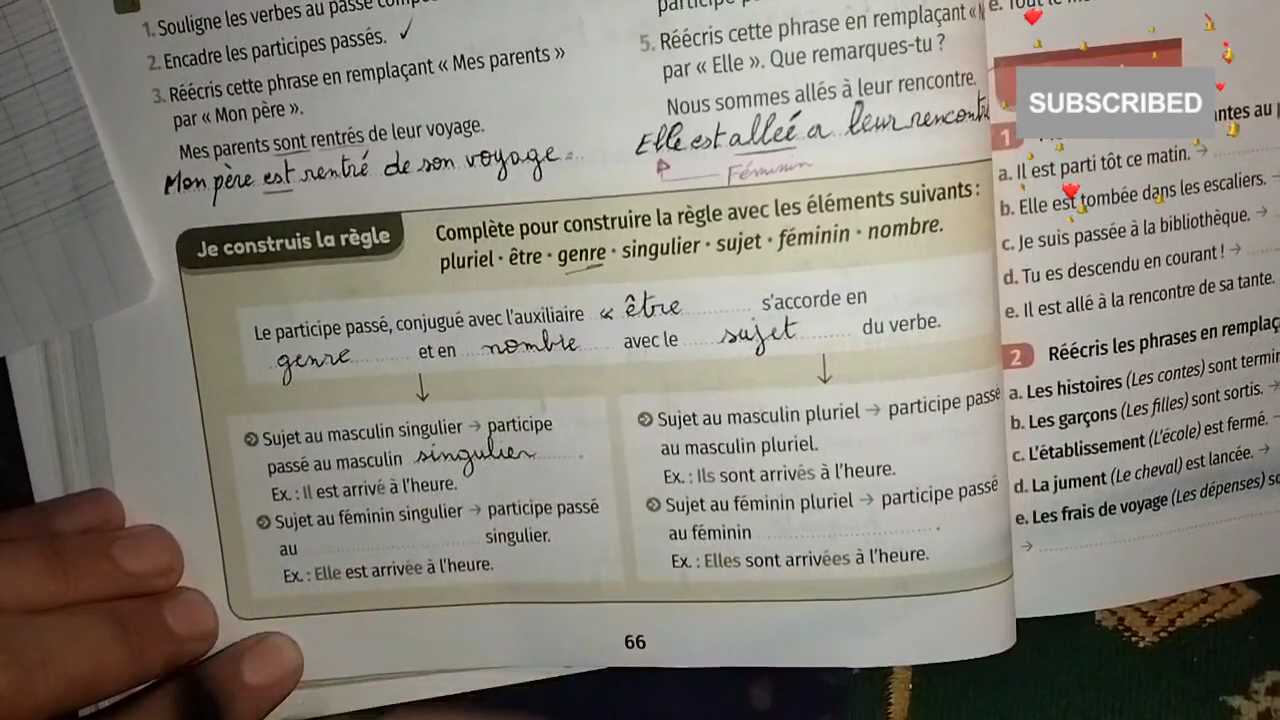 1. Souligne les verbes au passé
2. Encadre les participes passés. ✓
3. Réécris cette phrase en remplaçant « Mes parents »
par « Mon père ».
Mes parents sont rentrés de leur voyage.
Mon père est rentré de son voyage.
participe
5. Réécris cette phrase en remplaçant «
par « Elle ». Que remarques-tu ?
Nous sommes allés à leur rencontre.
Elle est alleé a leur rencont
Féminin
Je construis la règle
Complète pour construire la règle avec les éléments suivants :
pluriel · être · genre · singulier · sujet · féminin · nombre.
Le participe passé, conjugué avec l'auxiliaire « être ............ s'accorde en
genre ............ et en nombre ...... avec le sujet ............ du verbe.
Sujet au masculin singulier → participe
passé au masculin singulier ............ .
Ex. : Il est arrivé à l'heure.
Sujet au féminin singulier → participe passé
au ............................ singulier.
Ex. : Elle est arrivée à l'heure.
Sujet au masculin pluriel → participe passé
au masculin pluriel.
Ex. : Ils sont arrivés à l'heure.
Sujet au féminin pluriel → participe passé
au féminin ............................ .
Ex. : Elles sont arrivées à l'heure.
66
e. Tout le
SUBSCRIBED
1
antes au
a. Il est parti tôt ce matin. → ............
b. Elle est tombée dans les escaliers.
c. Je suis passée à la bibliothèque. →
d. Tu es descendu en courant ! → ......
e. Il est allé à la rencontre de sa tante.
2 Réécris les phrases en remplaç
a. Les histoires (Les contes) sont termin
b. Les garçons (Les filles) sont sortis. →
c. L'établissement (L'école) est fermé.
d. La jument (Le cheval) est lancée. →
e. Les frais de voyage (Les dépenses) so
→ ............................